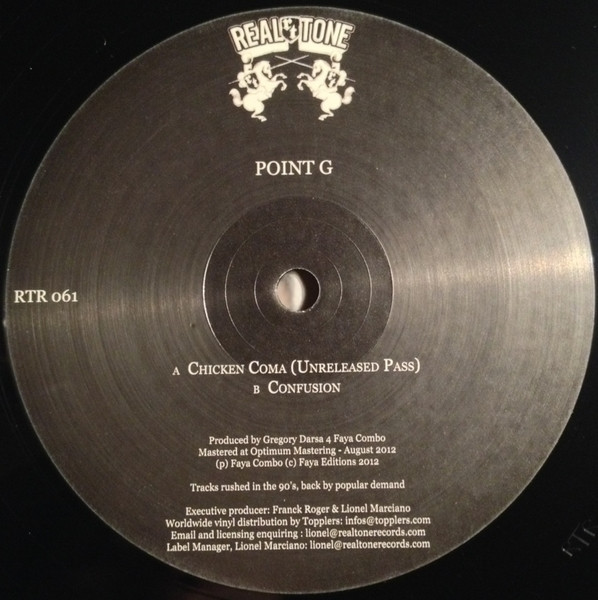 REAL TONE
POINT G
RTR 061
A CHICKEN COMA (UNRELEASED PASS)
B CONFUSION
Produced by Gregory Darsa 4 Faya Combo
Mastered at Optimum Mastering - August 2012
(p) Faya Combo (c) Faya Editions 2012
Tracks rushed in the 90's, back by popular demand
Executive producer: Franck Roger & Lionel Marciano
Worldwide vinyl distribution by Topplers: infos@topplers.com
Email and licensing enquiring : lionel@realtonerecords.com
Label Manager, Lionel Marciano: lionel@realtonerecords.com